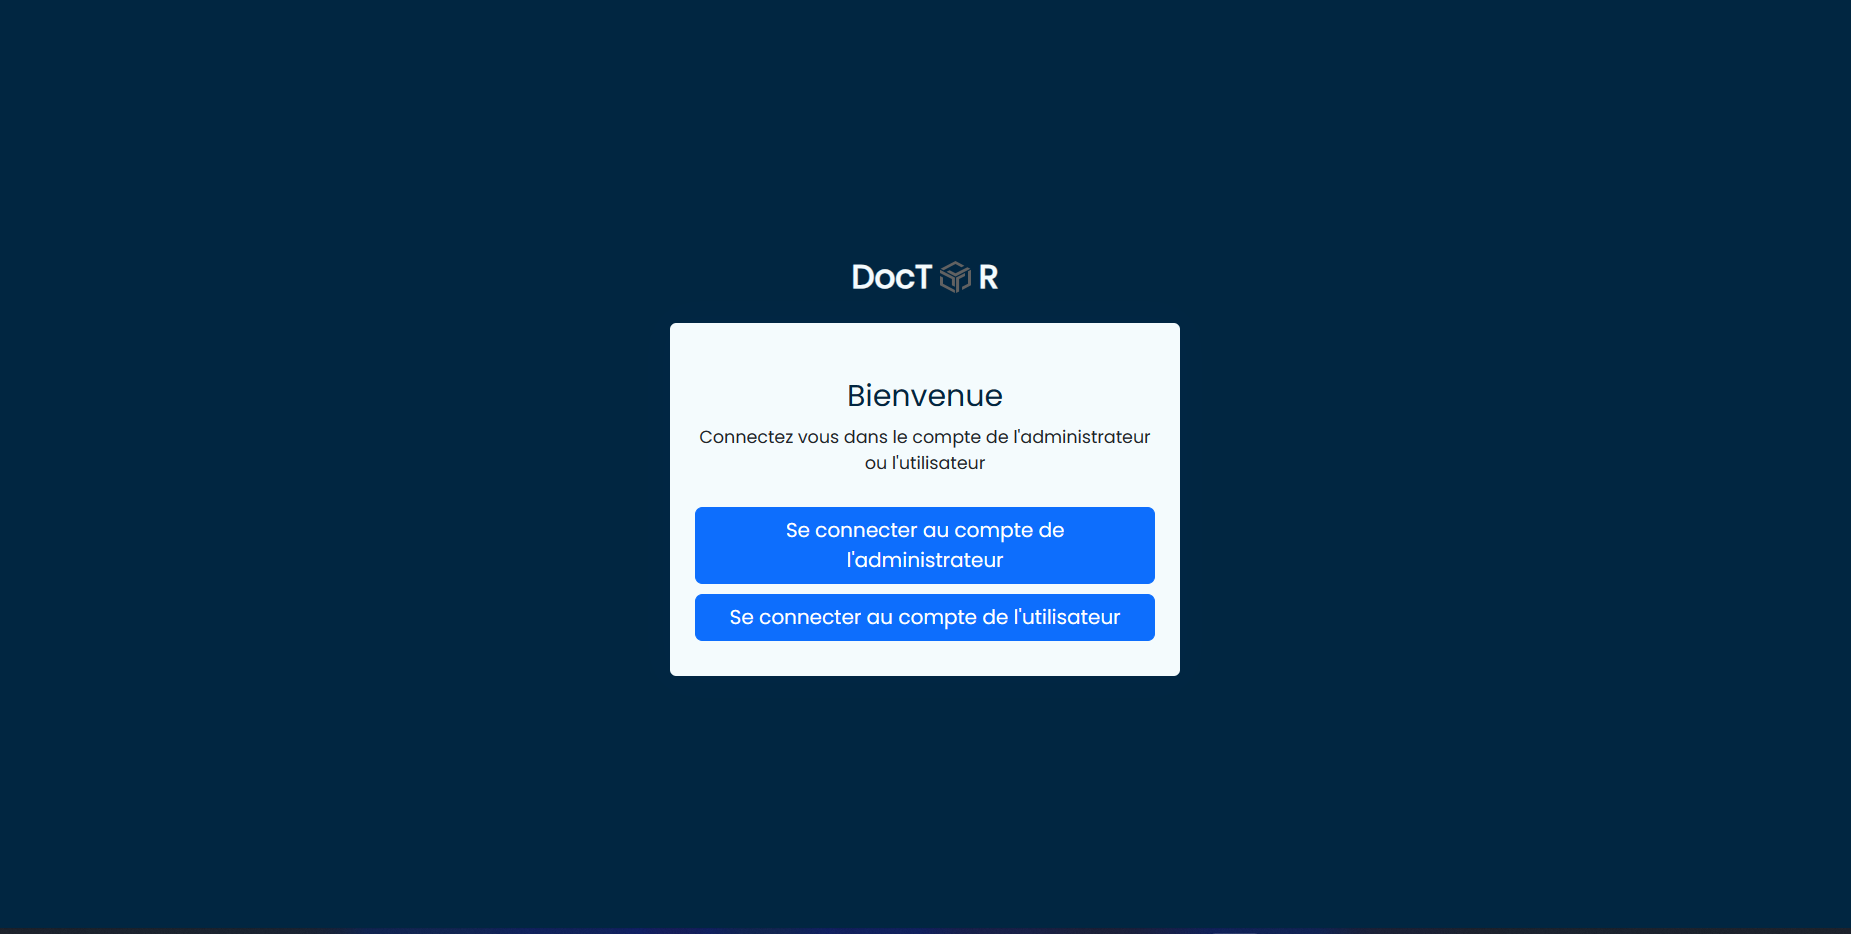 DocT R
Bienvenue
Connectez vous dans le compte de l'administrateur
ou l'utilisateur
Se connecter au compte de
l'administrateur
Se connecter au compte de l'utilisateur